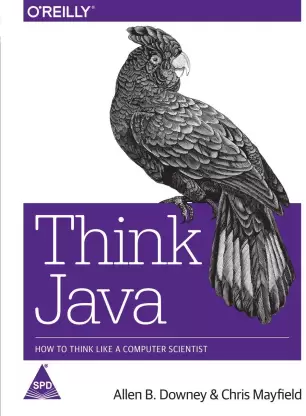 O'REILLY®
Think
Java
HOW TO THINK LIKE A COMPUTER SCIENTIST
SPD
Allen B. Downey & Chris Mayfield